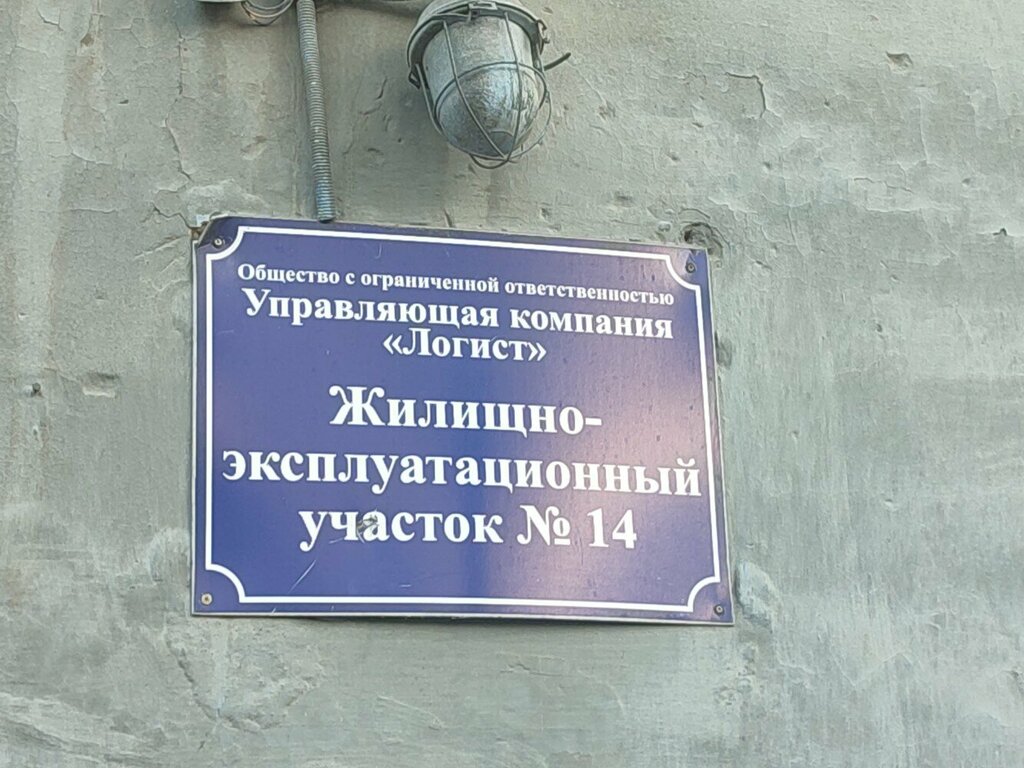 Общество с ограниченной ответственностью
Управляющая компания
«Логист»
Жилищно-
эксплуатационный
участок № 14